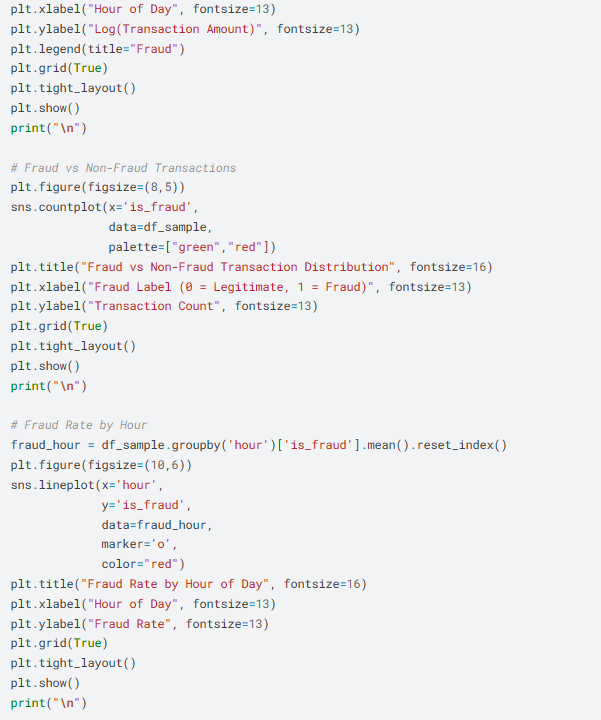 plt.xlabel("Hour of Day", fontsize=13)
plt.ylabel("Log(Transaction Amount)", fontsize=13)
plt.legend(title="Fraud")
plt.grid(True)
plt.tight_layout()
plt.show()
print("\n")

# Fraud vs Non-Fraud Transactions
plt.figure(figsize=(8,5))
sns.countplot(x='is_fraud',
              data=df_sample,
              palette=["green","red"])
plt.title("Fraud vs Non-Fraud Transaction Distribution", fontsize=16)
plt.xlabel("Fraud Label (0 = Legitimate, 1 = Fraud)", fontsize=13)
plt.ylabel("Transaction Count", fontsize=13)
plt.grid(True)
plt.tight_layout()
plt.show()
print("\n")

# Fraud Rate by Hour
fraud_hour = df_sample.groupby('hour')['is_fraud'].mean().reset_index()
plt.figure(figsize=(10,6))
sns.lineplot(x='hour',
             y='is_fraud',
             data=fraud_hour,
             marker='o',
             color="red")
plt.title("Fraud Rate by Hour of Day", fontsize=16)
plt.xlabel("Hour of Day", fontsize=13)
plt.ylabel("Fraud Rate", fontsize=13)
plt.grid(True)
plt.tight_layout()
plt.show()
print("\n")